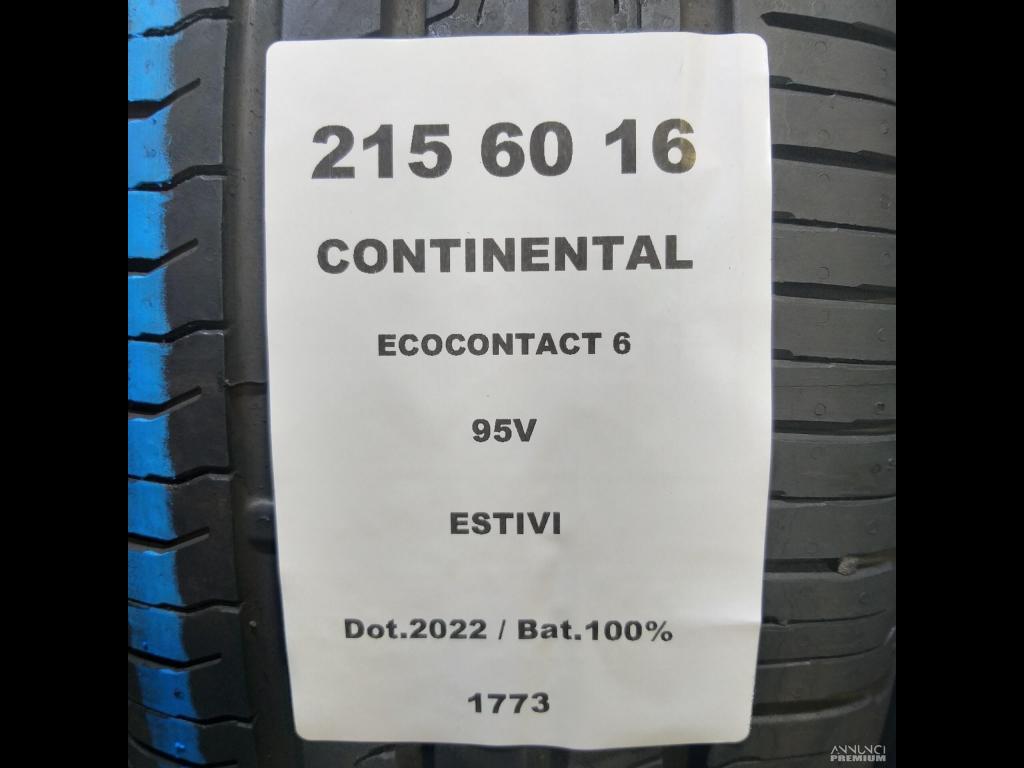 215 60 16
CONTINENTAL
ECOCONTACT 6
95V
ESTIVI
Dot.2022 / Bat.100%
1773
ANNUNCI
PREMIUM